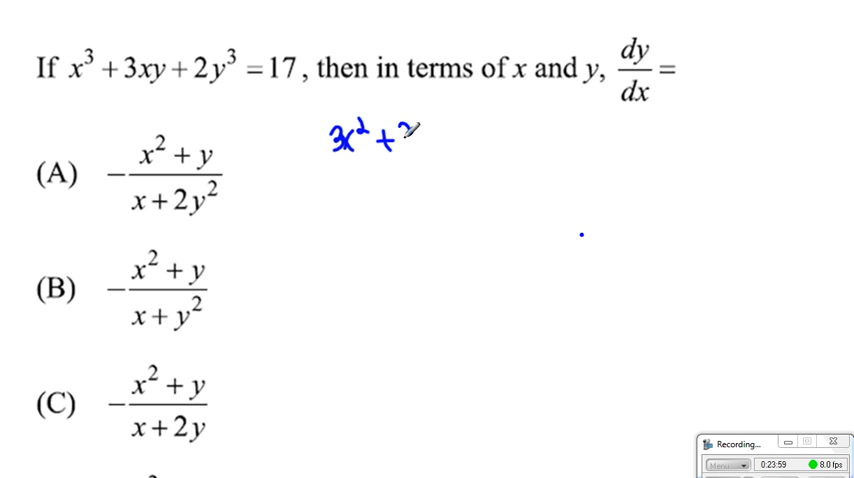 If x³ + 3xy + 2y³ = 17, then in terms of x and y, dy/dx =
3x² +
(A) −(x² + y)/(x + 2y²)
(B) −(x² + y)/(x + y²)
(C) −(x² + y)/(x + 2y)
Recording...
Menu 0:23:59 8.0 fps